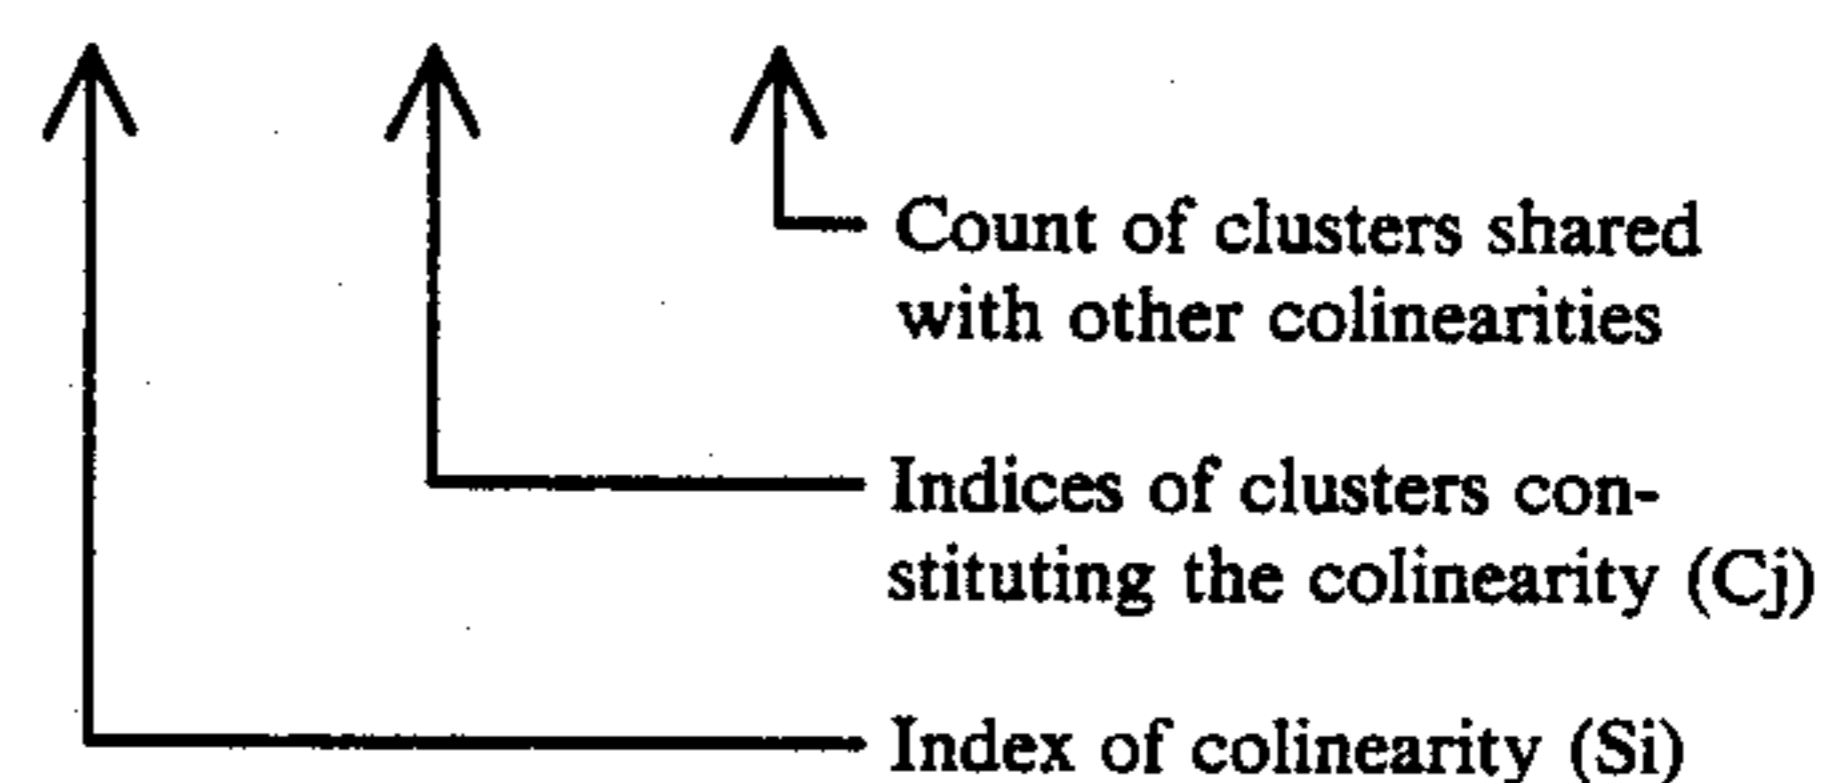 Count of clusters shared
with other colinearities
Indices of clusters con-
stituting the colinearity (Cj)
Index of colinearity (Si)